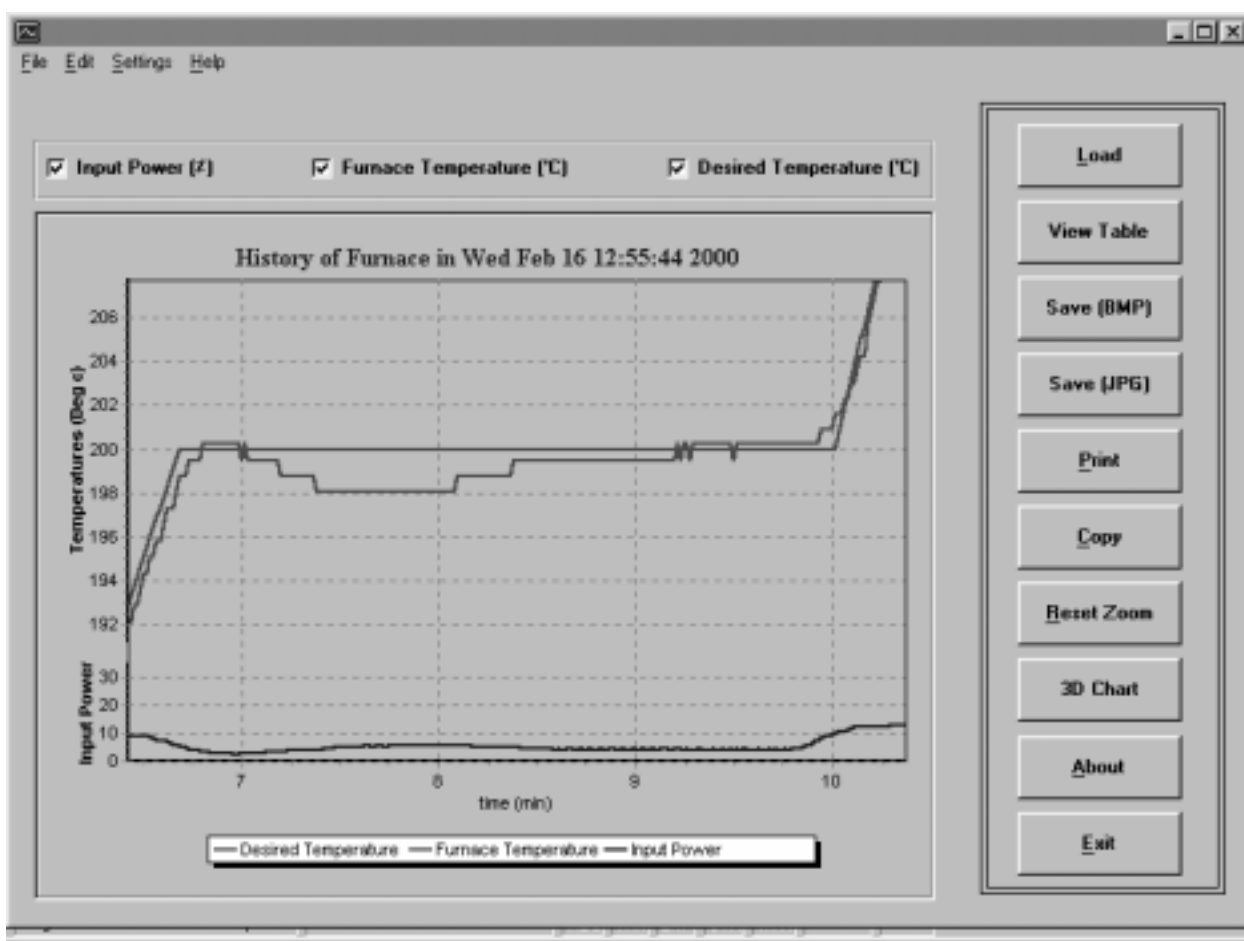 File Edit Settings Help
Input Power (%) Furnace Temperature (°C) Desired Temperature (°C)
Load
View Table
Save (BMP)
Save (JPG)
Print
Copy
Reset Zoom
3D Chart
About
Exit
History of Furnace in Wed Feb 16 12:55:44 2000
Temperatures (Deg c)
206
204
202
200
198
196
194
192
Input Power
30
20
10
0
7 8 9 10
time (min)
Desired Temperature Furnace Temperature Input Power